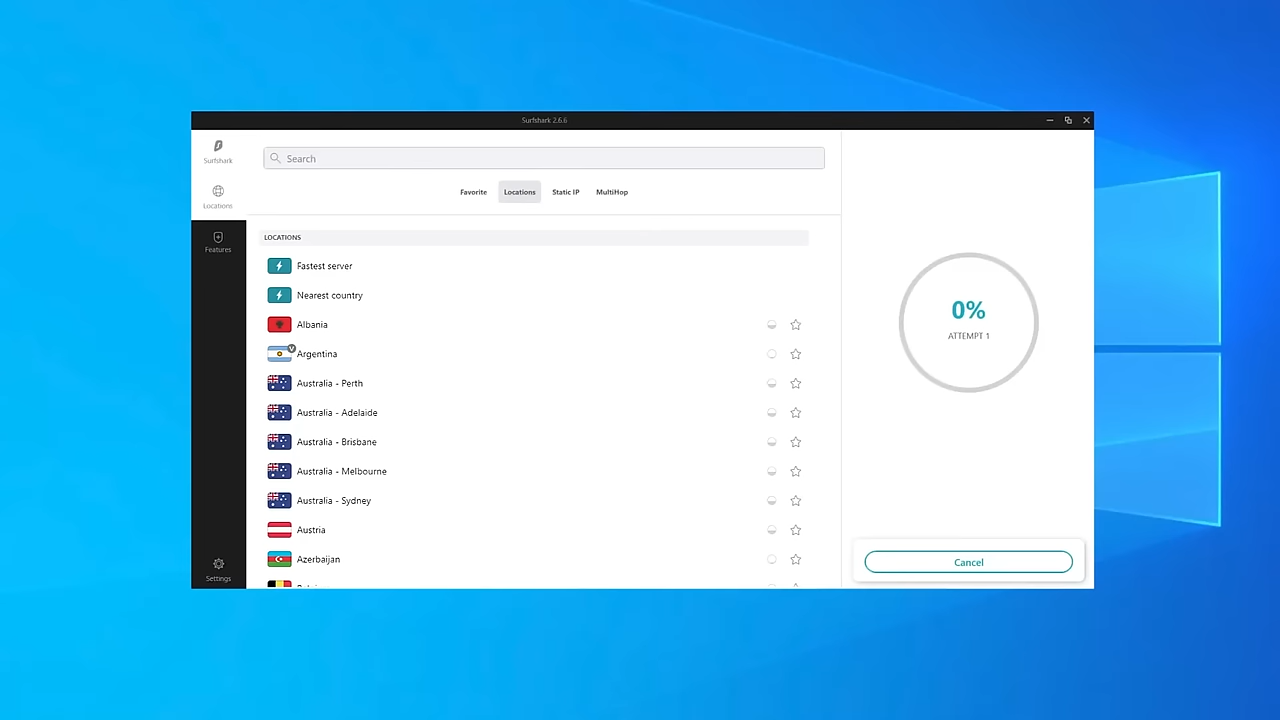 Surfshark 2.6.6
Surfshark
Locations
Features
Settings
Search
Favorite
Locations
Static IP
MultiHop
LOCATIONS
Fastest server
Nearest country
Albania
V
Argentina
Australia - Perth
Australia - Adelaide
Australia - Brisbane
Australia - Melbourne
Australia - Sydney
Austria
Azerbaijan
0%
ATTEMPT 1
Cancel